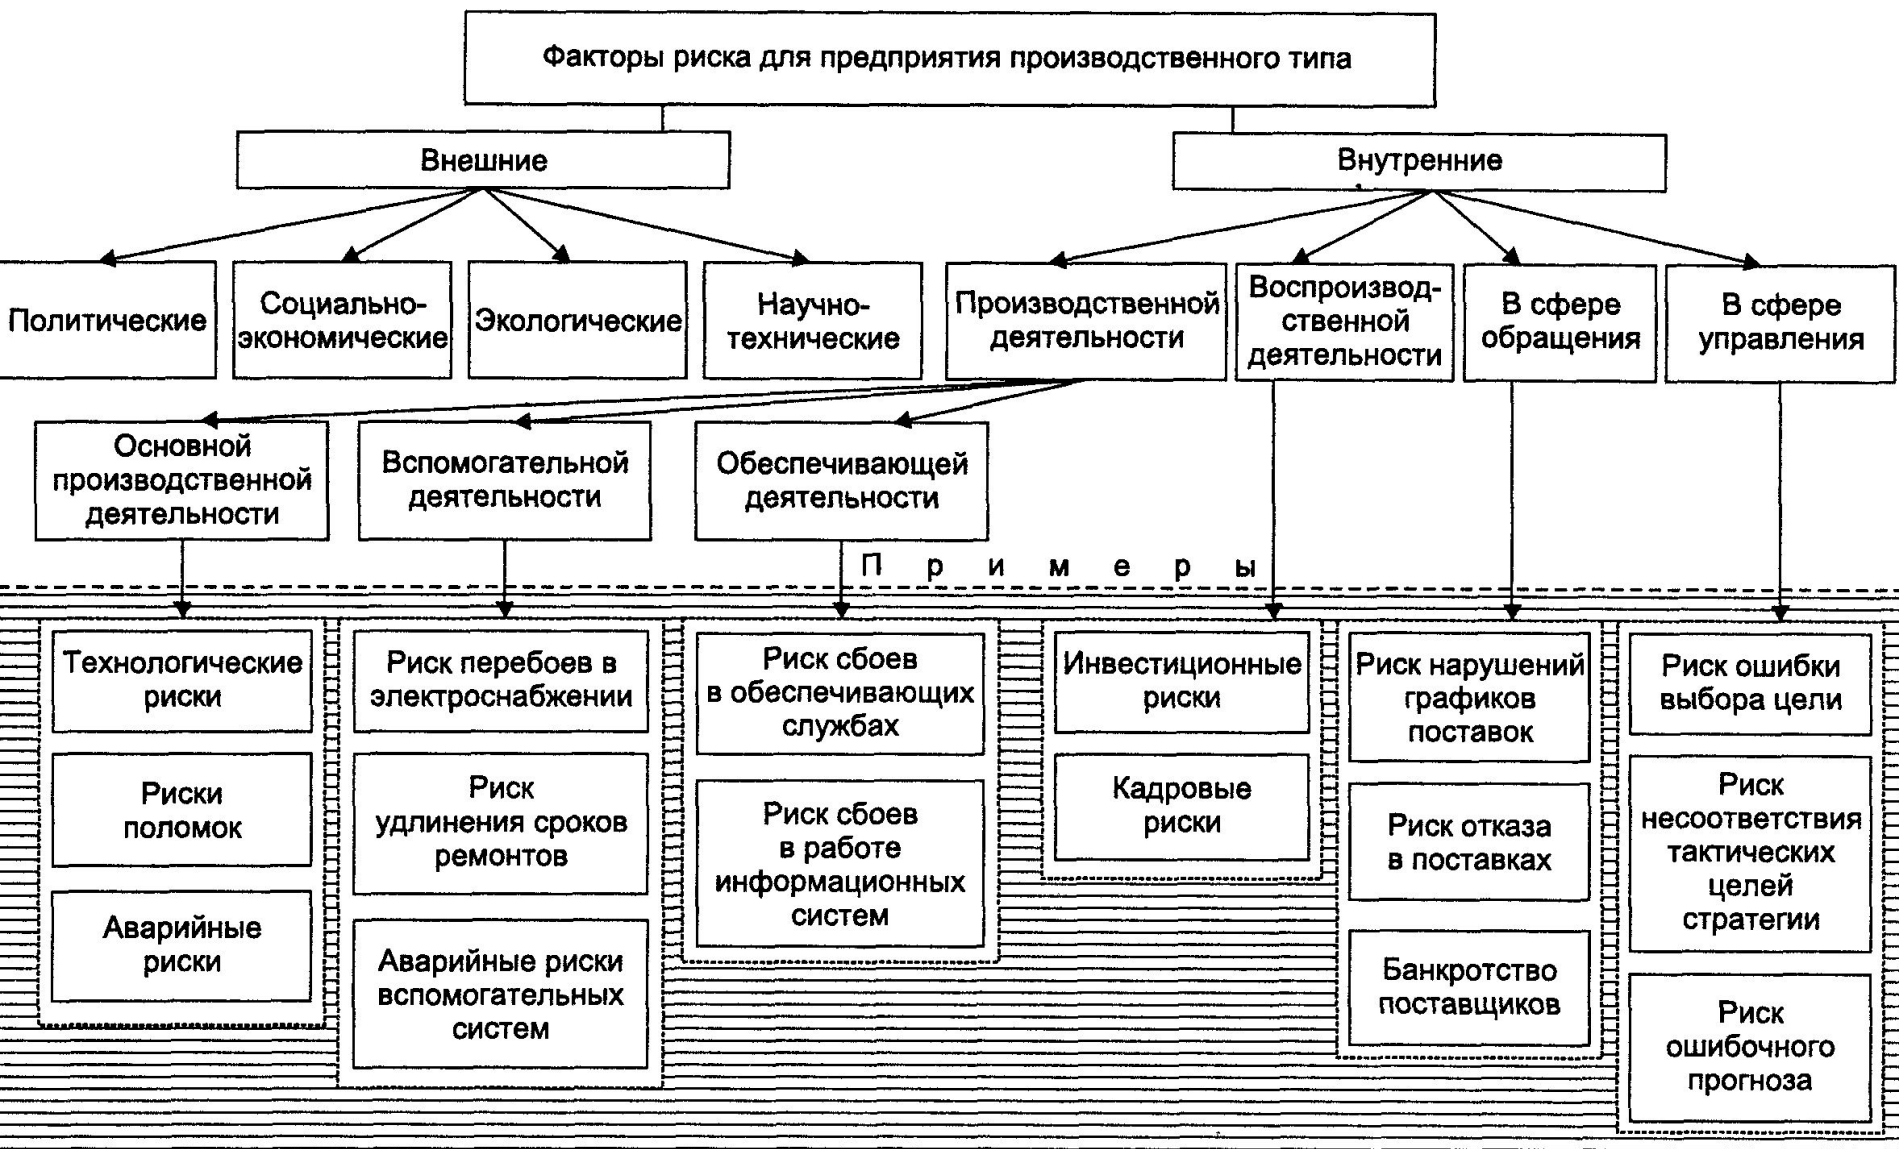 Факторы риска для предприятия производственного типа
Внешние
Внутренние
Политические
Социально-
экономические
Экологические
Научно-
технические
Производственной
деятельности
Воспроизвод-
ственной
деятельности
В сфере
обращения
В сфере
управления
Основной
производственной
деятельности
Вспомогательной
деятельности
Обеспечивающей
деятельности
Примеры
Технологические
риски
Риски
поломок
Аварийные
риски
Риск перебоев в
электроснабжении
Риск
удлинения сроков
ремонтов
Аварийные риски
вспомогательных
систем
Риск сбоев
в обеспечивающих
службах
Риск сбоев
в работе
информационных
систем
Инвестиционные
риски
Кадровые
риски
Риск нарушений
графиков
поставок
Риск отказа
в поставках
Банкротство
поставщиков
Риск ошибки
выбора цели
Риск
несоответствия
тактических
целей
стратегии
Риск
ошибочного
прогноза